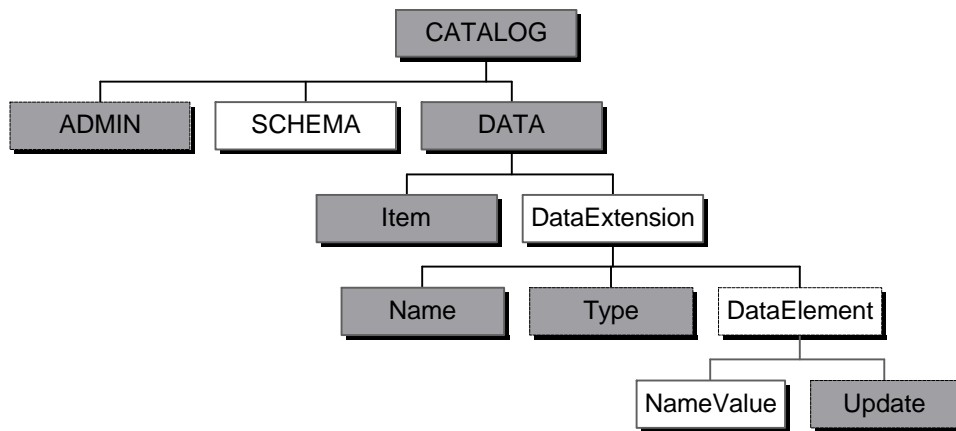 CATALOG
ADMIN
SCHEMA
DATA
Item
DataExtension
Name
Type
DataElement
NameValue
Update